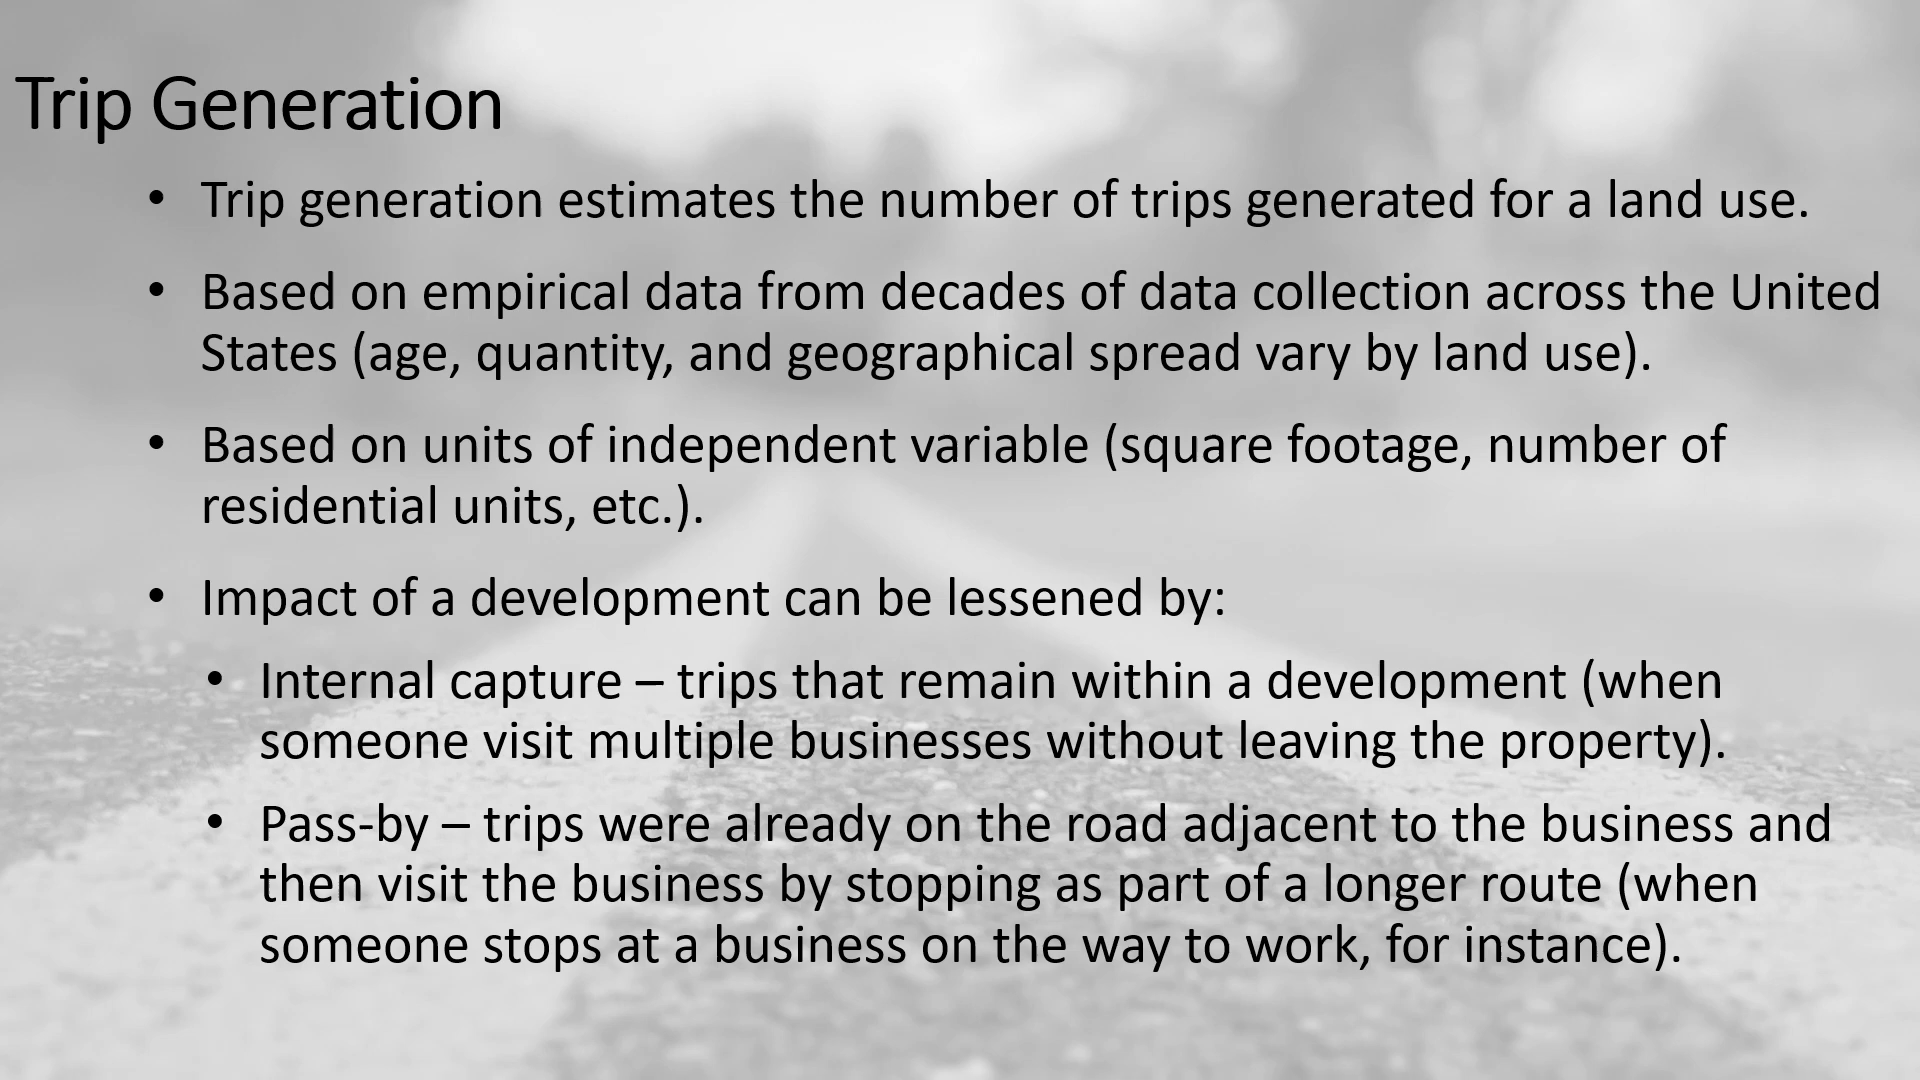 Trip Generation
• Trip generation estimates the number of trips generated for a land use.
• Based on empirical data from decades of data collection across the United
States (age, quantity, and geographical spread vary by land use).
• Based on units of independent variable (square footage, number of
residential units, etc.).
• Impact of a development can be lessened by:
• Internal capture – trips that remain within a development (when
someone visit multiple businesses without leaving the property).
• Pass-by – trips were already on the road adjacent to the business and
then visit the business by stopping as part of a longer route (when
someone stops at a business on the way to work, for instance).